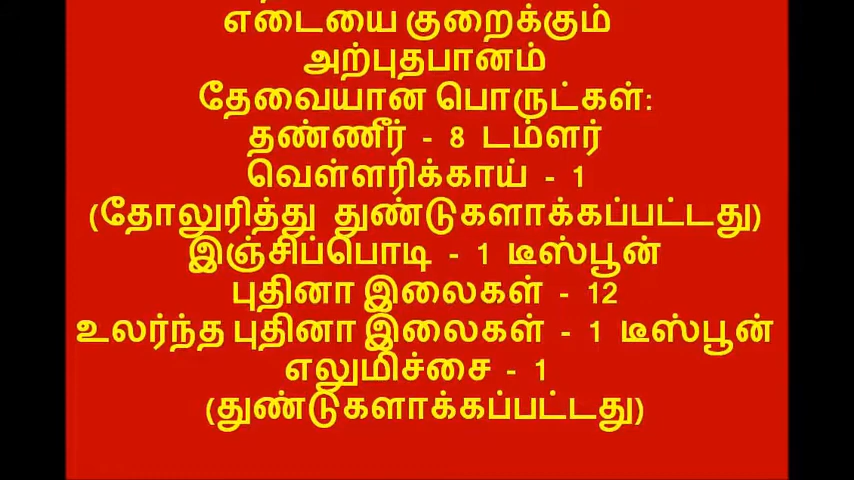 எடையை குறைக்கும்
அற்புதபானம்
தேவையான பொருட்கள்:
தண்ணீர் - 8 டம்ளர்
வெள்ளரிக்காய் - 1
(தோலுரித்து துண்டுகளாக்கப்பட்டது)
இஞ்சிப்பொடி - 1 டீஸ்பூன்
புதினா இலைகள் - 12
உலர்ந்த புதினா இலைகள் - 1 டீஸ்பூன்
எலுமிச்சை - 1
(துண்டுகளாக்கப்பட்டது)